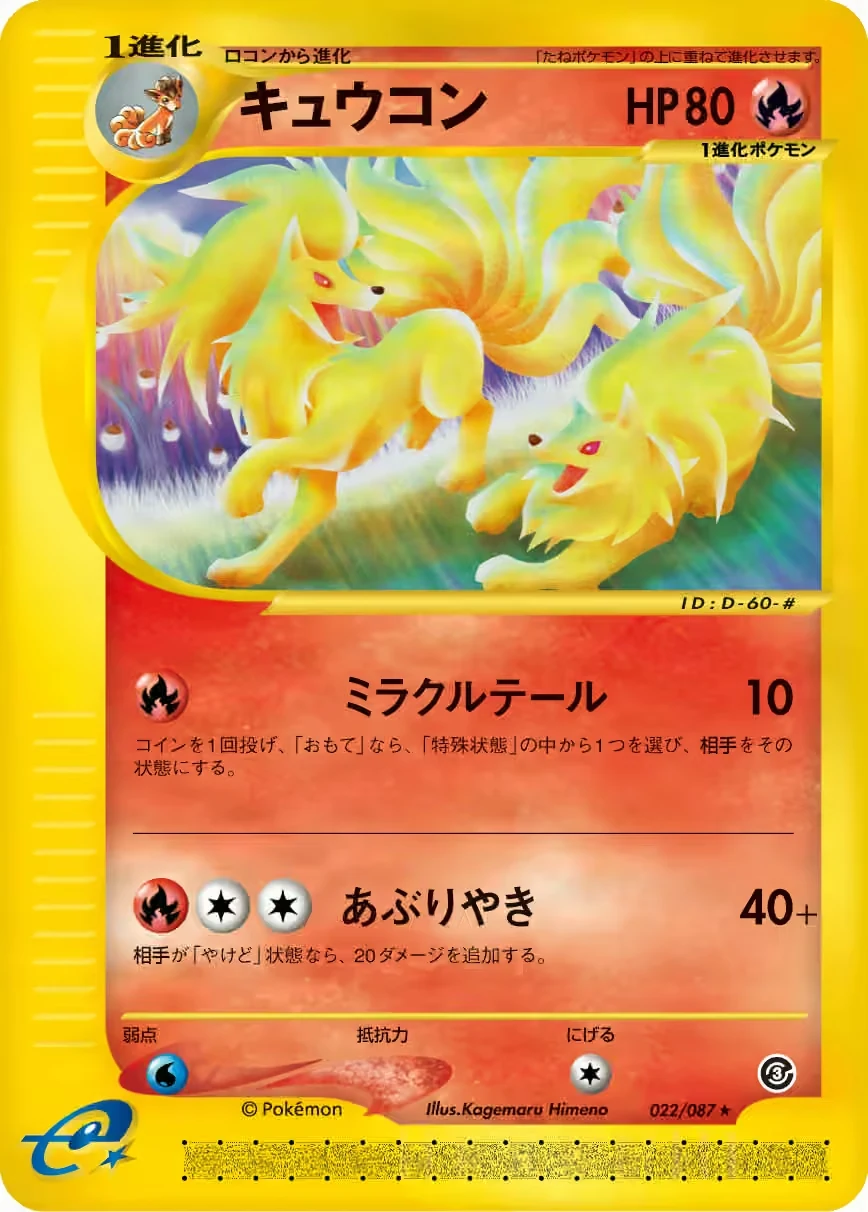 1進化
ロコンから進化
「たねポケモン」の上に重ねて進化させます。
キュウコン
HP80
1進化ポケモン
ID:D-60-#
ミラクルテール 10
コインを1回投げ、「おもて」なら、「特殊状態」の中から1つを選び、相手をその
状態にする。
あぶりやき 40+
相手が「やけど」状態なら、20ダメージを追加する。
弱点 抵抗力 にげる
3
© Pokémon
Illus.Kagemaru Himeno
022/087★
e